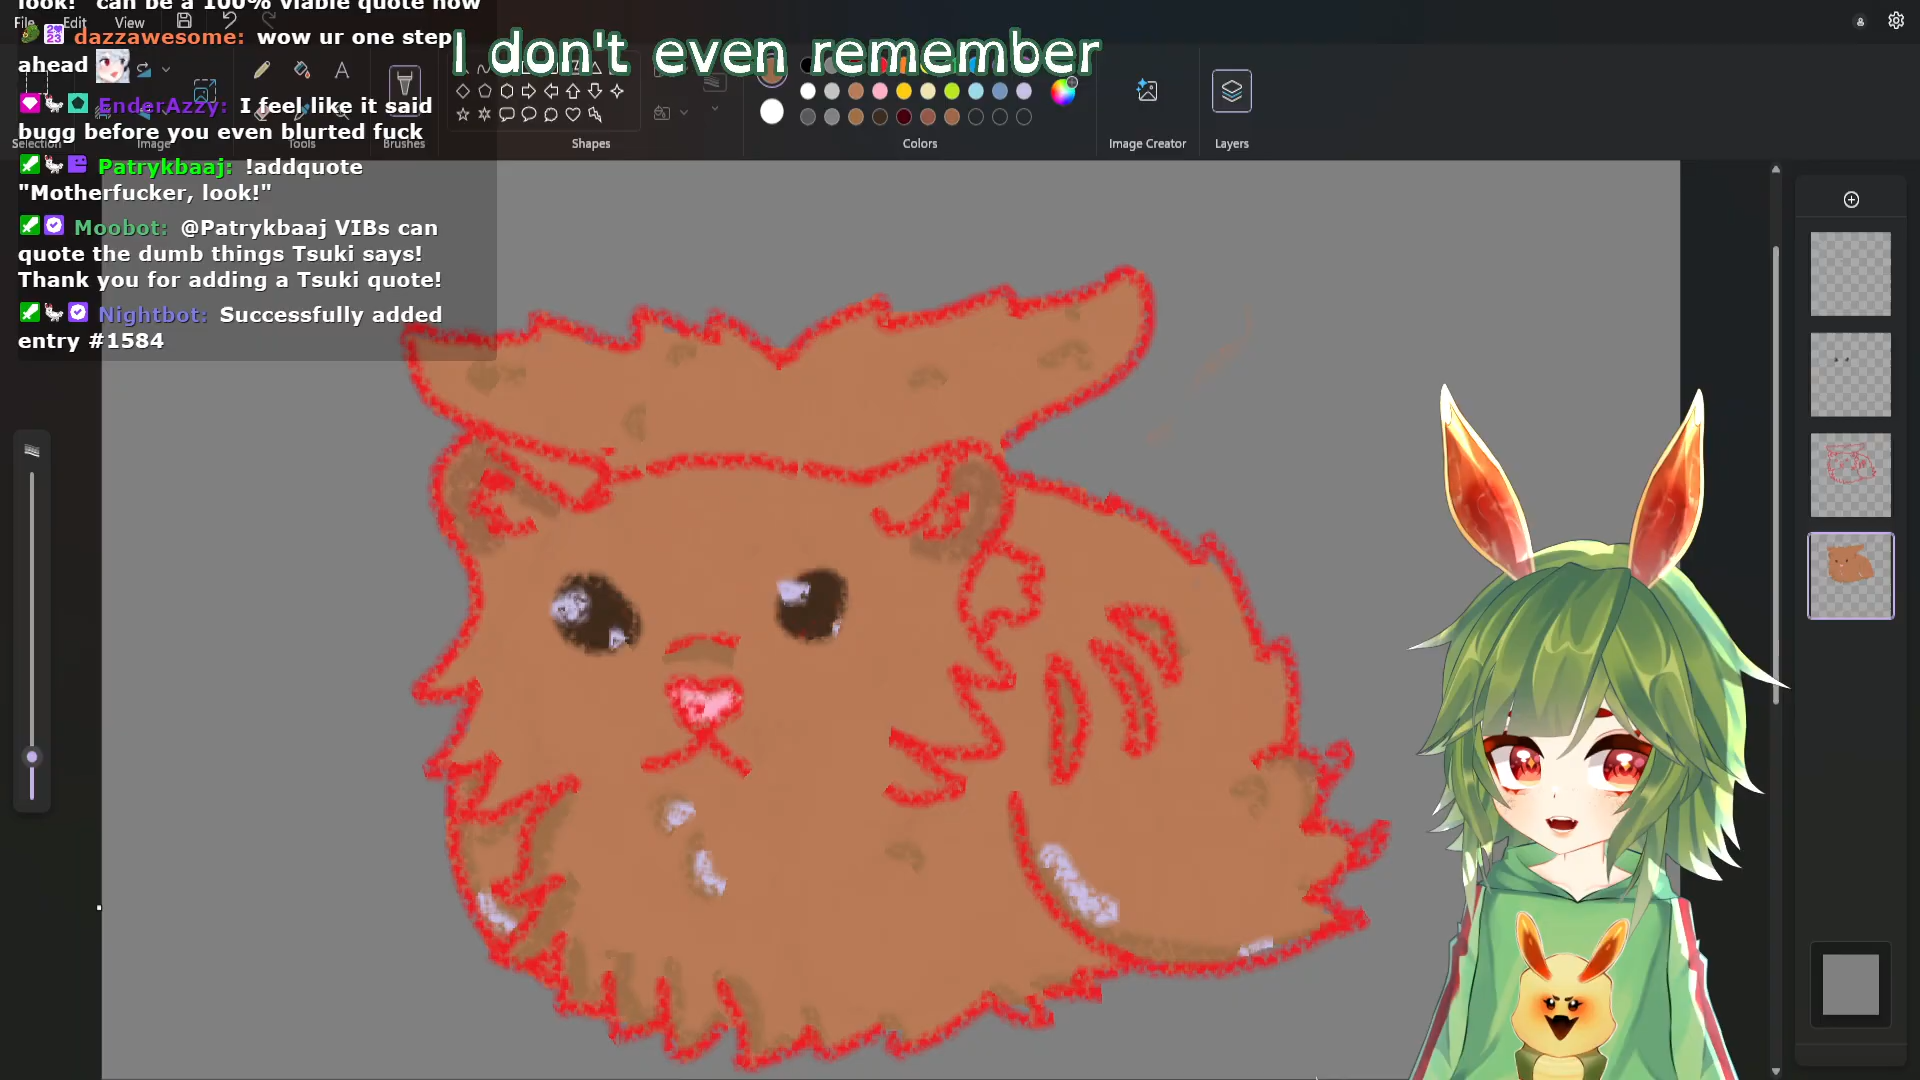 look!" can be a 100% viable quote now
File Edit View
dazzawesome: wow ur one step
ahead
I don't even remember
EnderAzzy: I feel like it said
bugg before you even blurted fuck
Selection Image Tools Brushes Shapes Colors Image Creator Layers
Patrykbaaj: !addquote
"Motherfucker, look!"
Moobot: @Patrykbaaj VIBs can
quote the dumb things Tsuki says!
Thank you for adding a Tsuki quote!
Nightbot: Successfully added
entry #1584